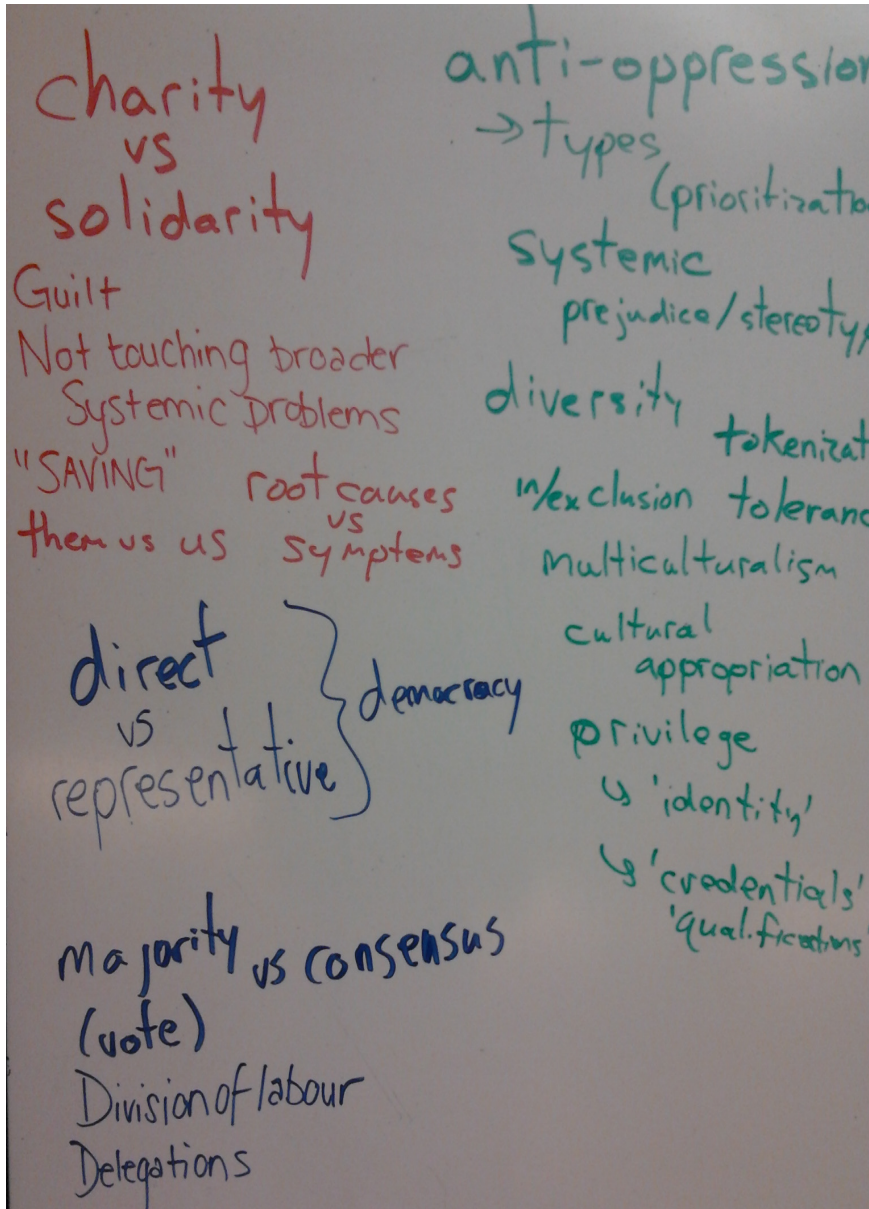 charity
vs
solidarity
Guilt
Not touching broader
Systemic problems
"SAVING"
them vs us
root causes
vs
symptems
direct
vs
representative
democracy
majority vs consensus
(vote)
Division of labour
Delegations
anti-oppression
→ types
(prioritizatio
systemic
prejudice/stereotyp
diversity
tokenizat
in/exclusion
toleranc
multiculturalism
cultural
appropriation
privilege
↳ 'identity'
↳ 'credentials'
'qualifications'